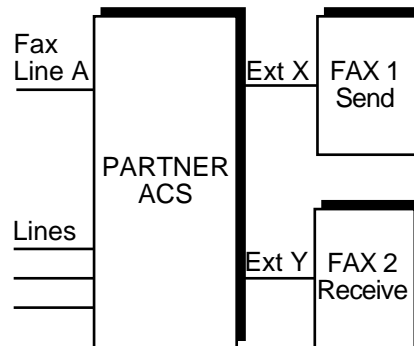 Fax
Line A
Ext X
FAX 1
Send
PARTNER
ACS
Lines
Ext Y
FAX 2
Receive